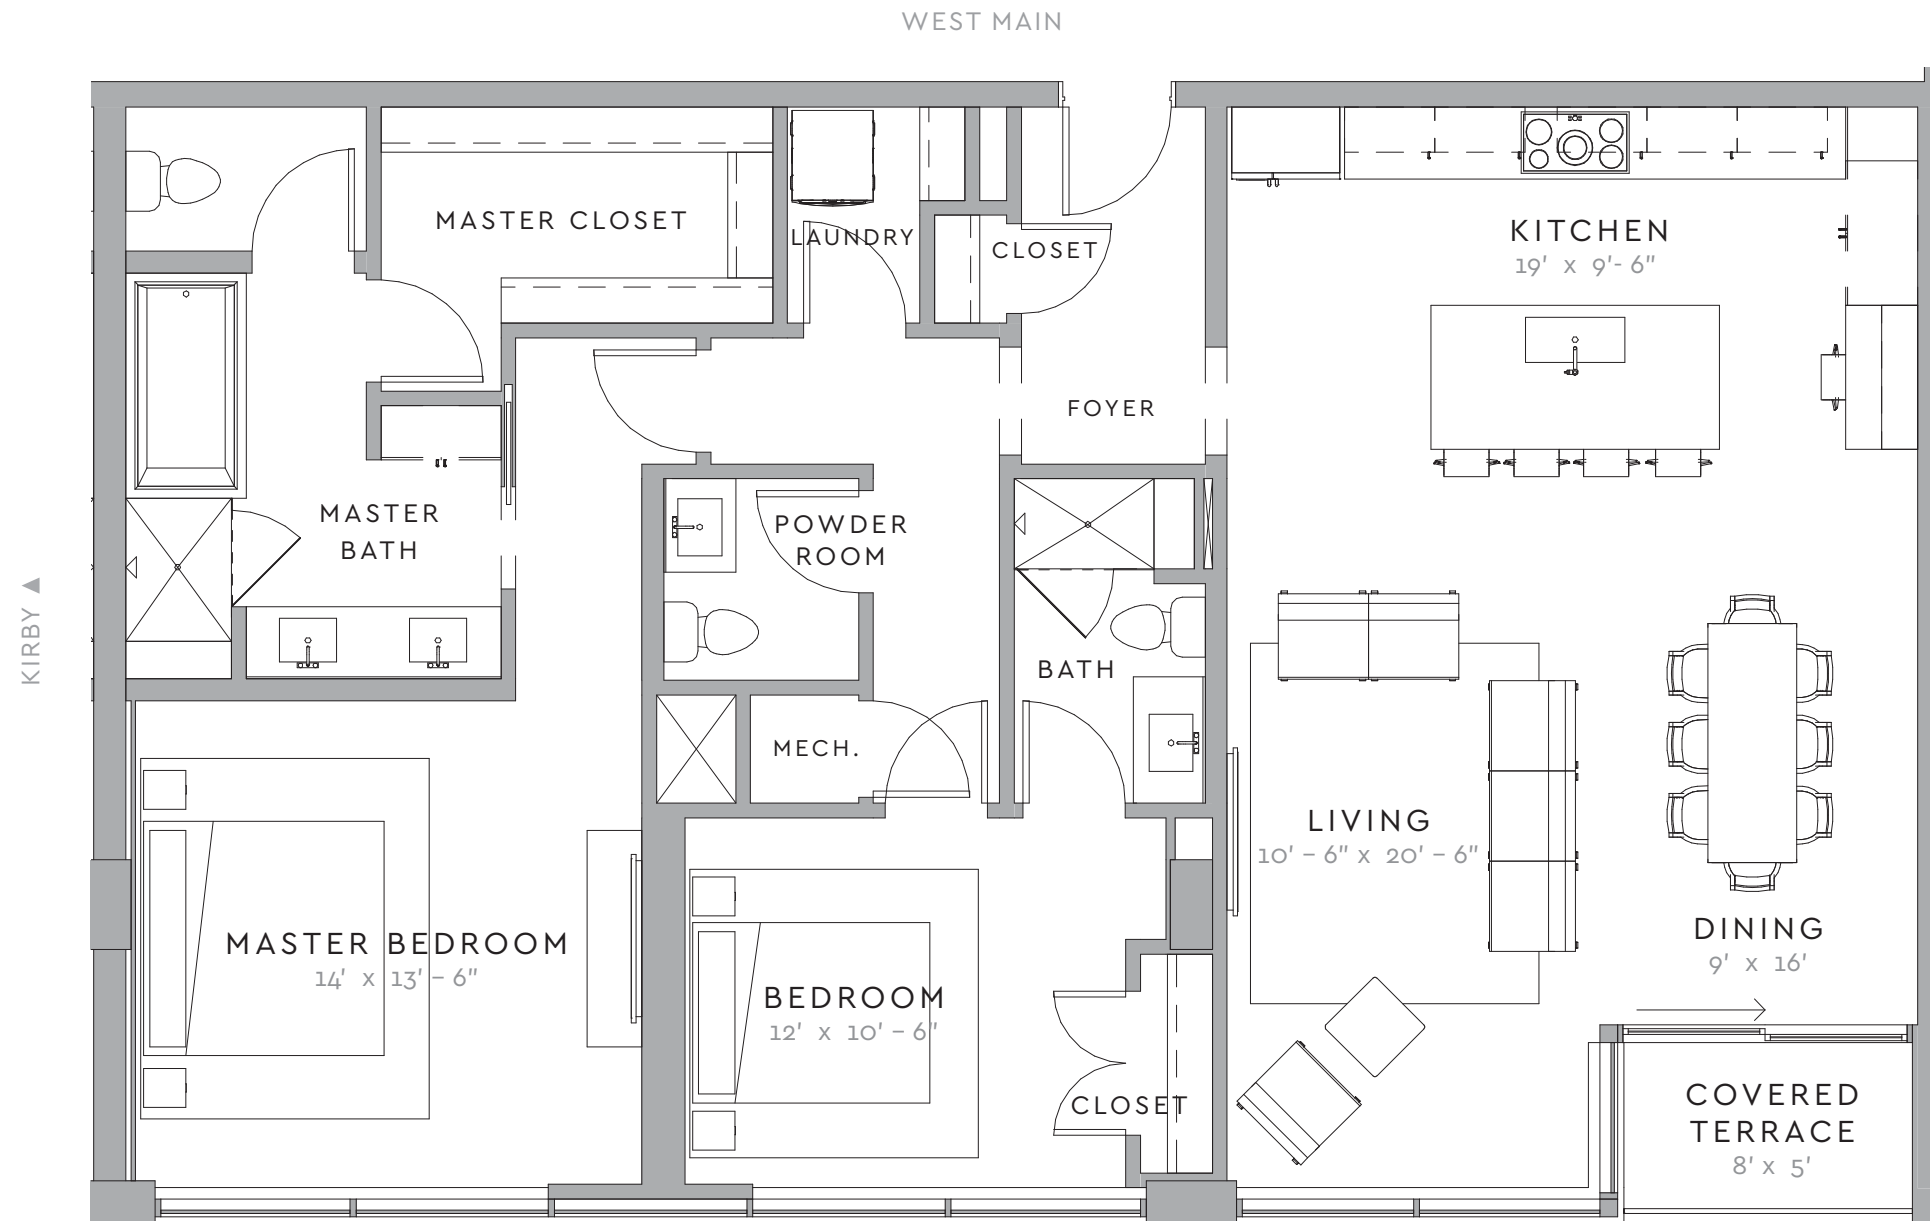 WEST MAIN
MASTER CLOSET
LAUNDRY
CLOSET
KITCHEN
19' x 9'- 6"
FOYER
MASTER
BATH
POWDER
ROOM
KIRBY ▲
BATH
MECH.
LIVING
10' – 6" x 20' – 6"
MASTER BEDROOM
14' x 13' – 6"
BEDROOM
12' x 10' – 6"
DINING
9' x 16'
CLOSET
COVERED
TERRACE
8' x 5'